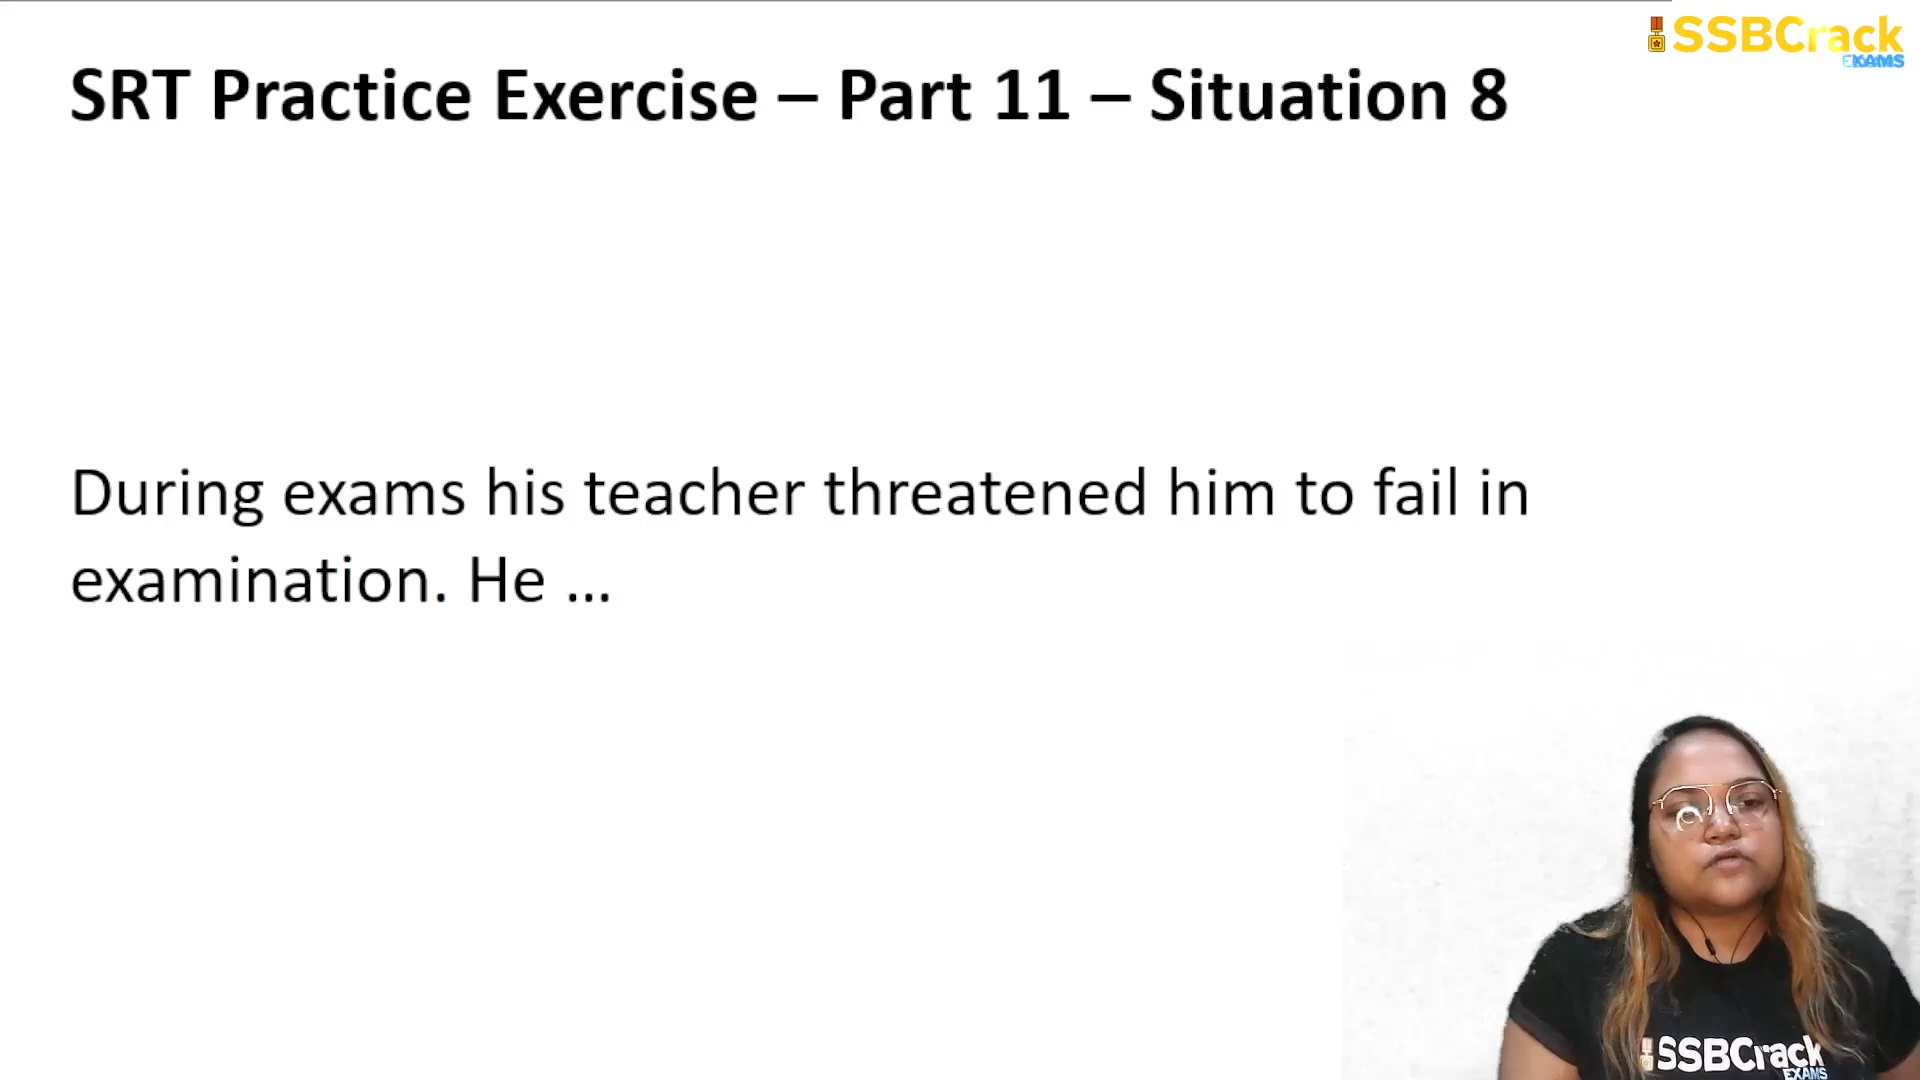 SSBCrack
EXAMS
SRT Practice Exercise – Part 11 – Situation 8
During exams his teacher threatened him to fail in
examination. He ...
SSBCrack
EXAMS